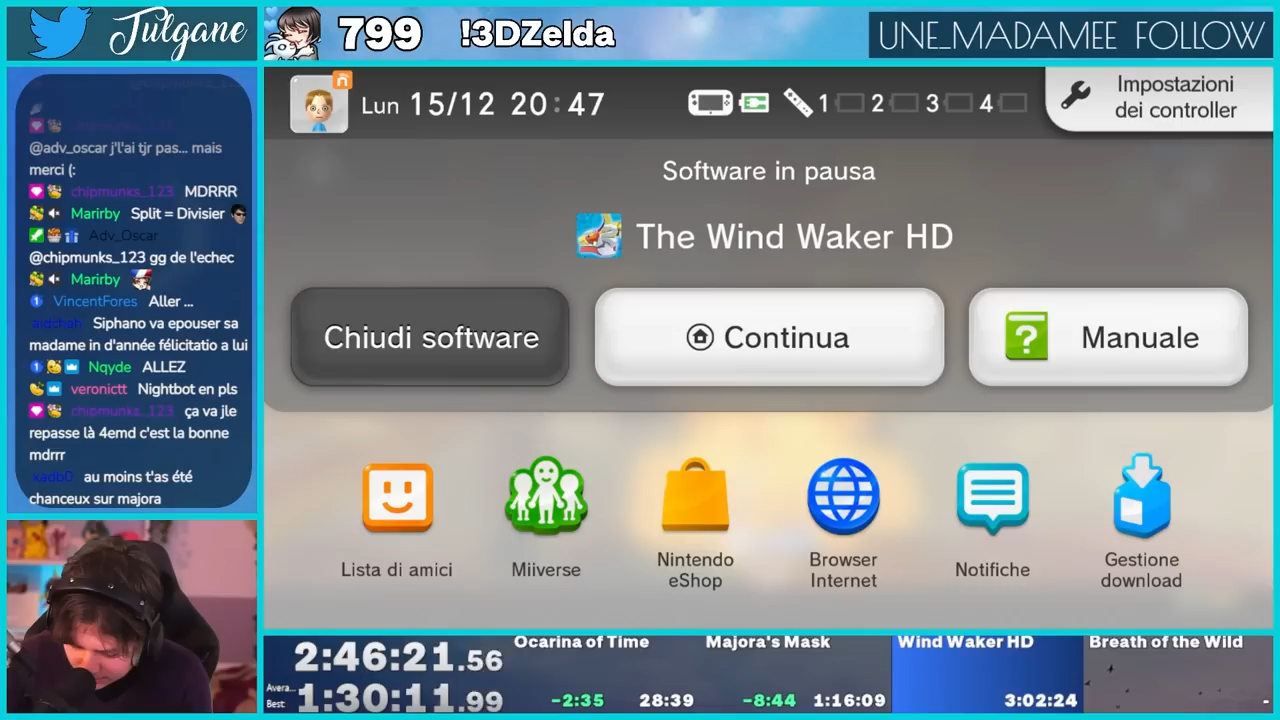 Julgane
799
!3DZelda
UNE_MADAMEE FOLLOW
@adv_oscar j'l'ai tjr pas... mais
merci (:
chipmunks_123 MDRRR
Marirby Split = Divisier
Adv_Oscar
@chipmunks_123 gg de l'echec
Marirby
1 VincentFores Aller ...
Siphano va epouser sa
madame in d'année félicitatio a lui
1 Nqyde ALLEZ
veronictt Nightbot en pls
chipmunks_123 ça va jle
repasse là 4emd c'est la bonne
mdrrr
xadb0 au moins t'as été
chanceux sur majora
n
Lun 15/12 20:47
1 2 3 4
Impostazioni
dei controller
Software in pausa
The Wind Waker HD
Chiudi software
Continua
? Manuale
Lista di amici
Miiverse
Nintendo
eShop
Browser
Internet
Notifiche
Gestione
download
2:46:21.56
Avera...
Best:
1:30:11.99
Ocarina of Time
-2:35 28:39
Majora's Mask
-8:44 1:16:09
Wind Waker HD
3:02:24
Breath of the Wild
-